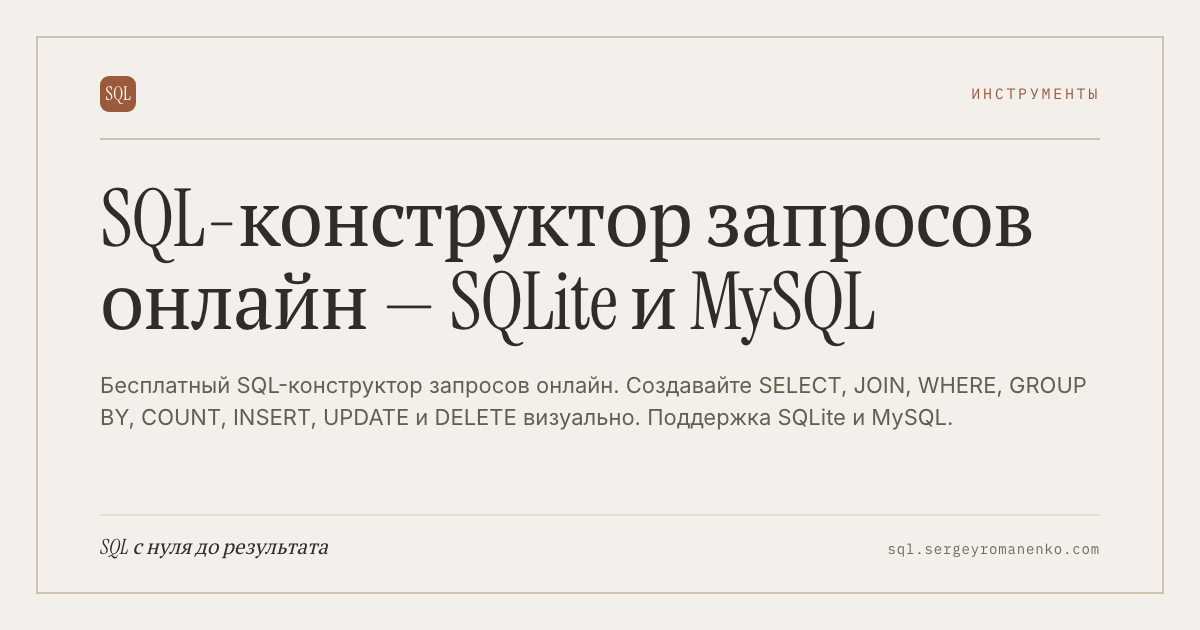 SQL
ИНСТРУМЕНТЫ
SQL-конструктор запросов
онлайн — SQLite и MySQL
Бесплатный SQL-конструктор запросов онлайн. Создавайте SELECT, JOIN, WHERE, GROUP
BY, COUNT, INSERT, UPDATE и DELETE визуально. Поддержка SQLite и MySQL.
SQL с нуля до результата
sql.sergeyromanenko.com